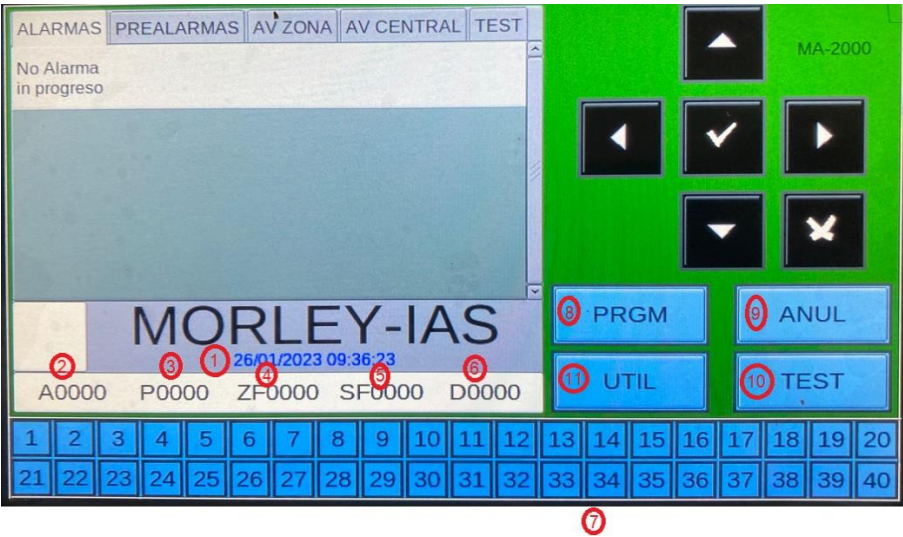 ALARMAS PREALARMAS AV ZONA AV CENTRAL TEST
MA-2000
No Alarma
in progreso
MORLEY-IAS
8 PRGM
9 ANUL
1 26/01/2023 09:36:23
2 3 4 5 6
A0000 P0000 ZF0000 SF0000 D0000
11 UTIL
10 TEST
1 2 3 4 5 6 7 8 9 10 11 12 13 14 15 16 17 18 19 20
21 22 23 24 25 26 27 28 29 30 31 32 33 34 35 36 37 38 39 40
7